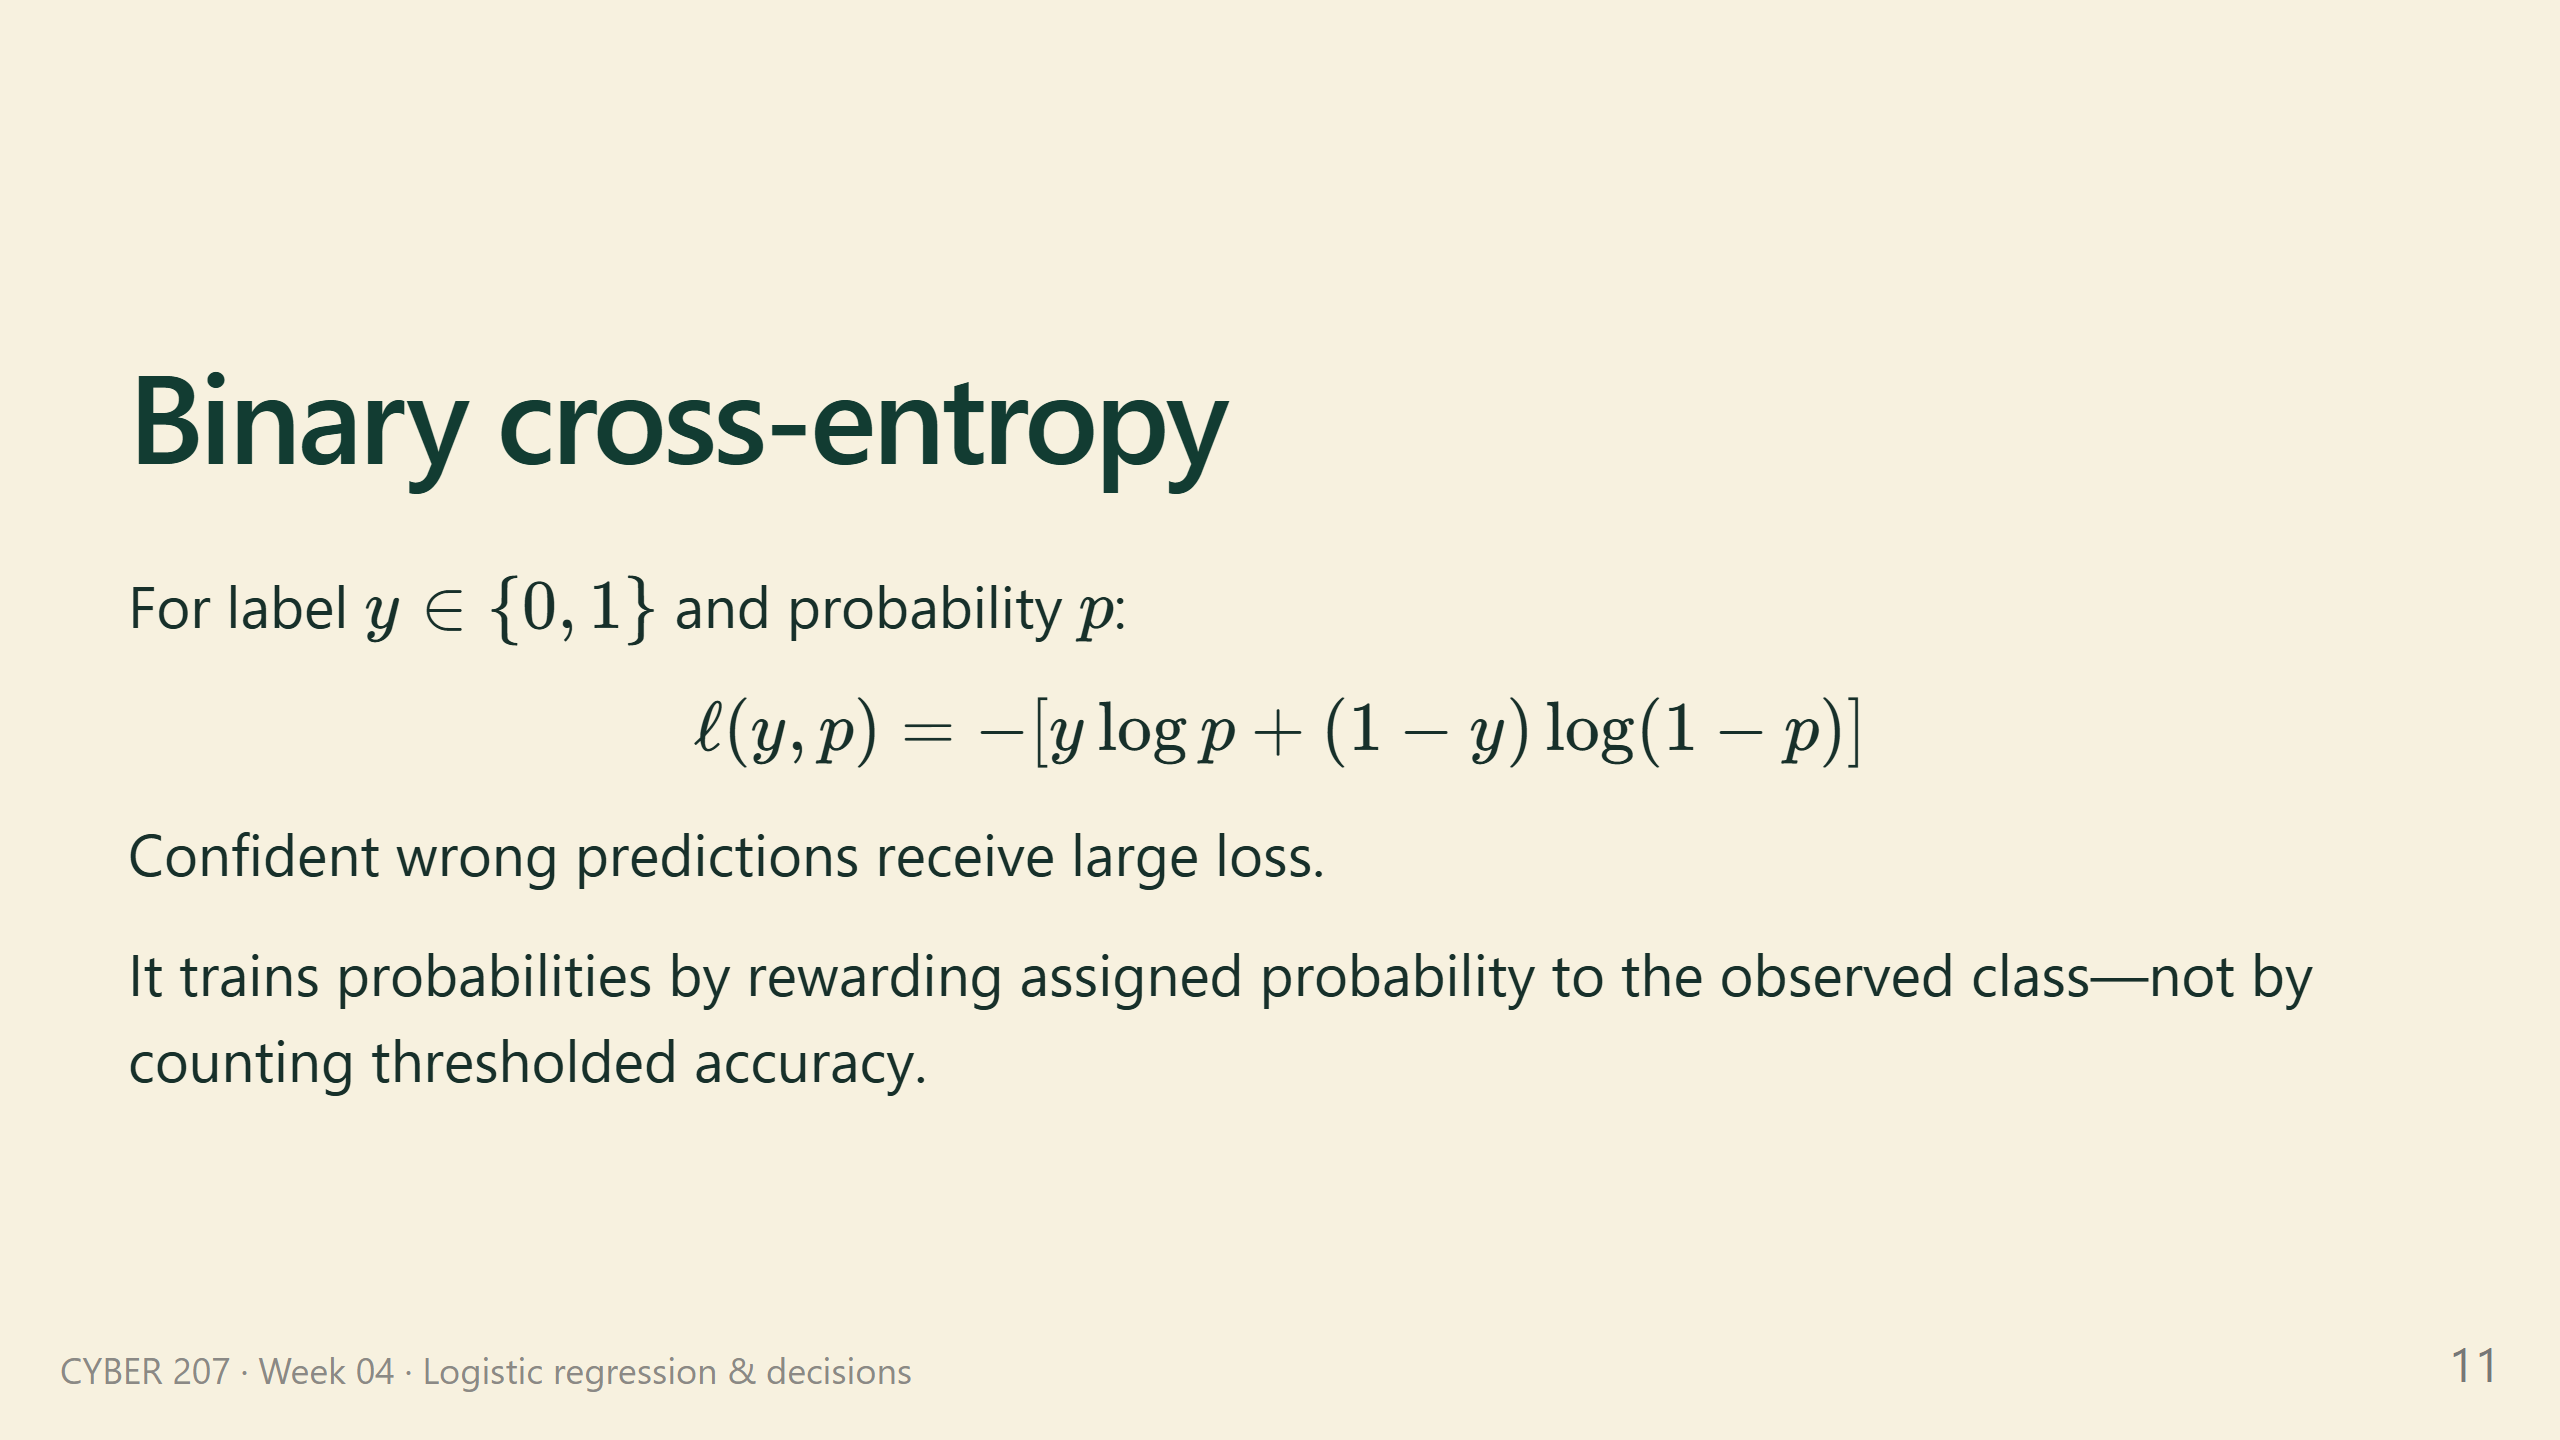 Binary cross-entropy
For label y ∈ {0, 1} and probability p:
ℓ(y, p) = −[y log p + (1 − y) log(1 − p)]
Confident wrong predictions receive large loss.
It trains probabilities by rewarding assigned probability to the observed class—not by
counting thresholded accuracy.
CYBER 207 · Week 04 · Logistic regression & decisions
11